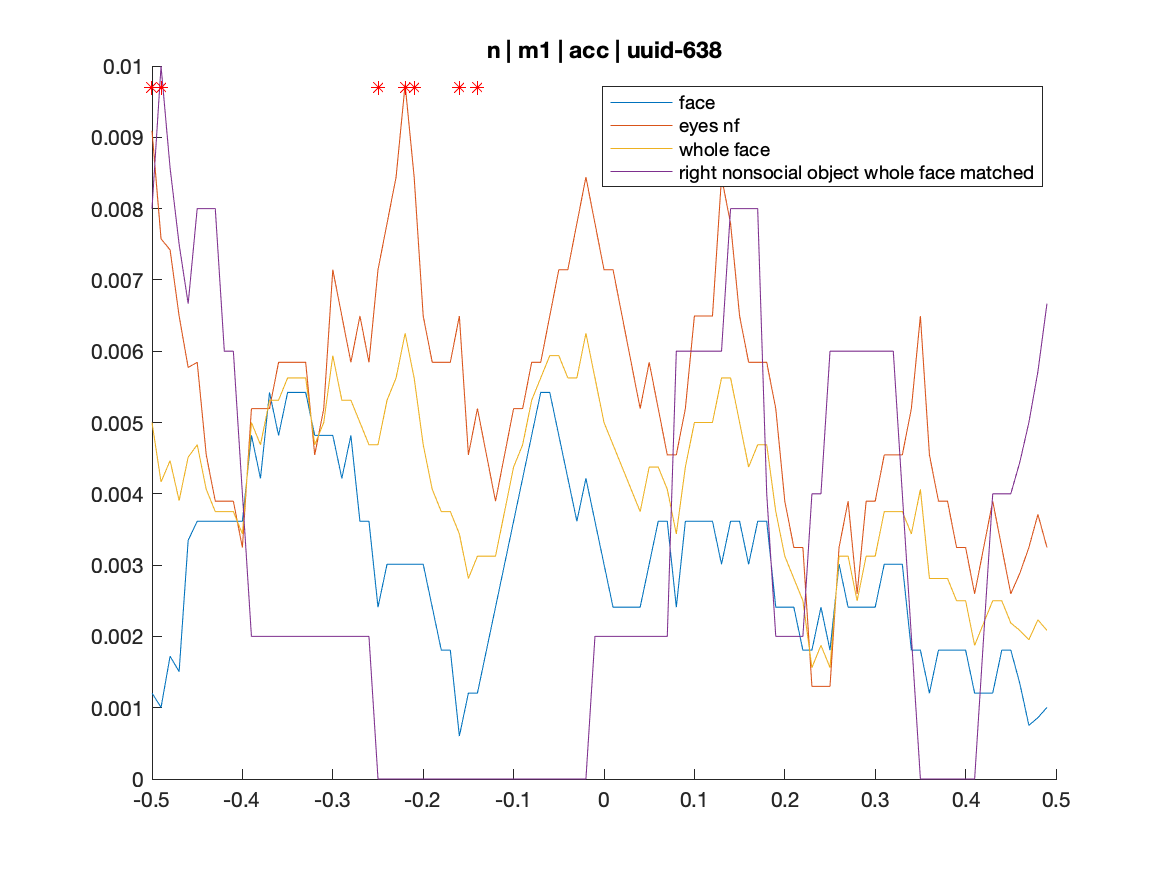 n | m1 | acc | uuid-638
0.01
0.009
0.008
0.007
0.006
0.005
0.004
0.003
0.002
0.001
0
face
eyes nf
whole face
right nonsocial object whole face matched
-0.5 -0.4 -0.3 -0.2 -0.1 0 0.1 0.2 0.3 0.4 0.5